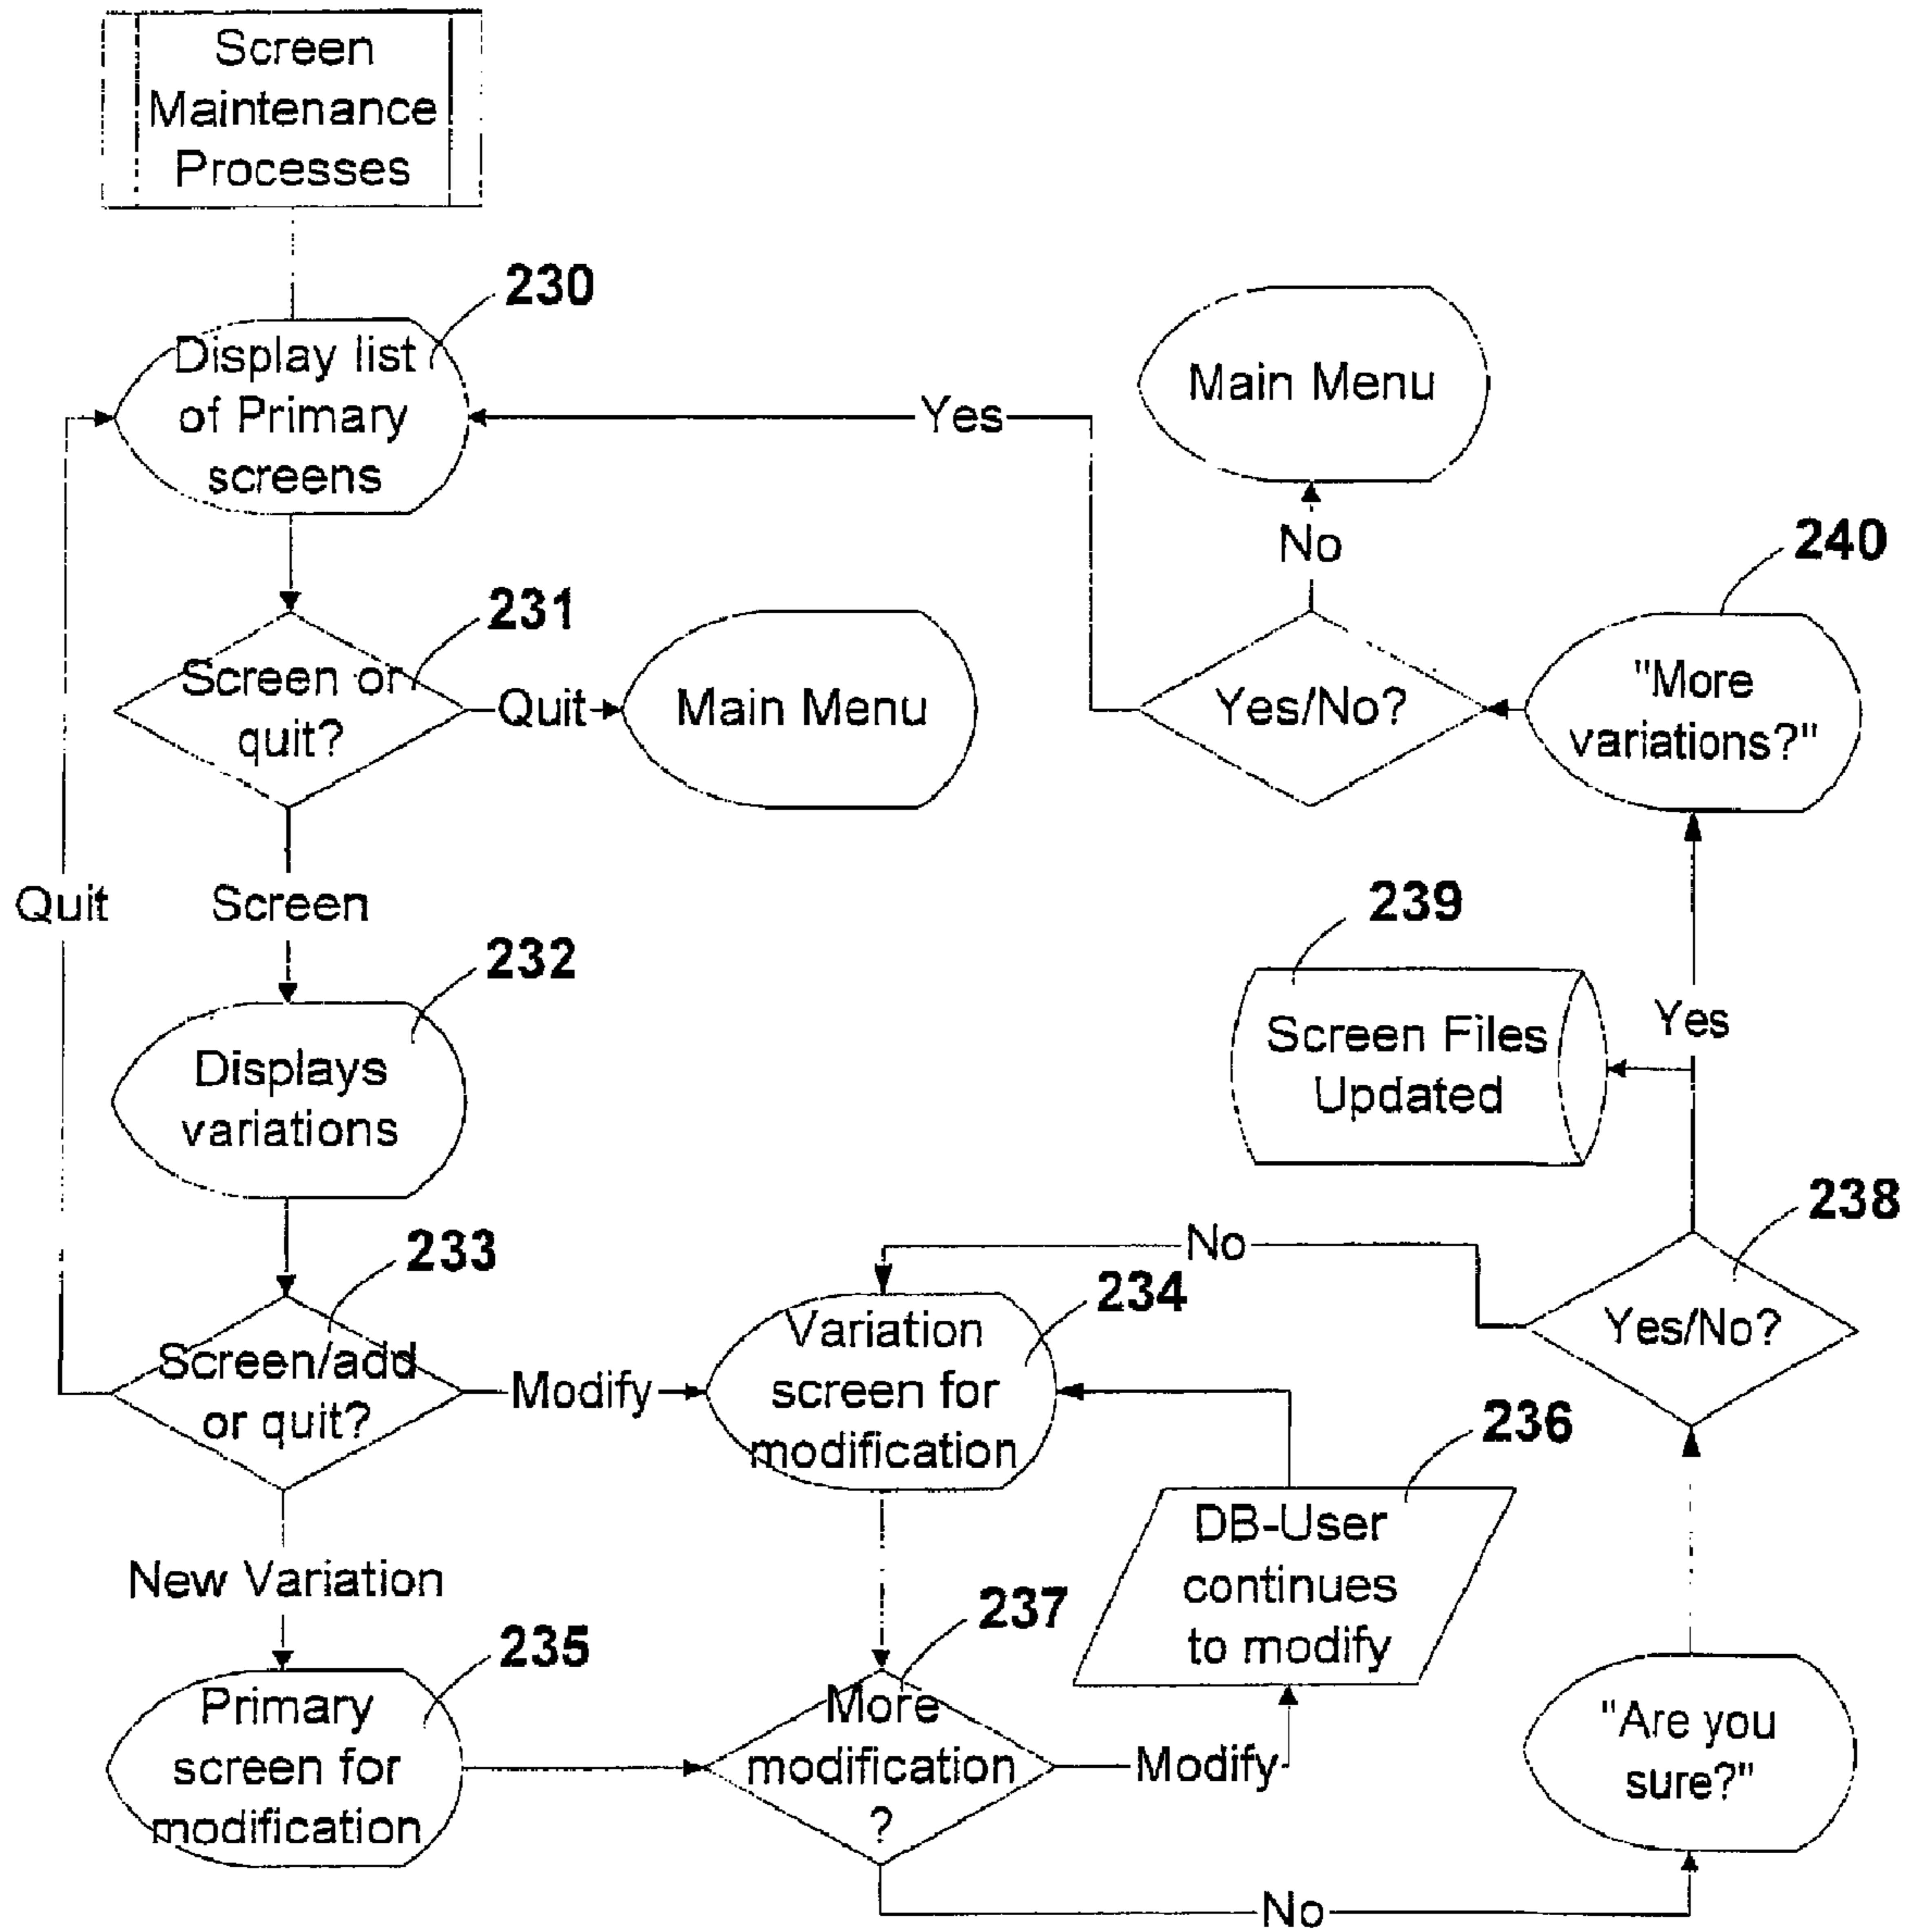 Screen
Maintenance
Processes
230
Display list
of Primary
screens
Yes
Main Menu
No
240
231
Screen or
quit?
Quit
Main Menu
Yes/No?
"More
variations?"
Quit
Screen
239
232
Screen Files
Updated
Yes
Displays
variations
238
233
No
234
Yes/No?
Screen/add
or quit?
Modify
Variation
screen for
modification
236
DB-User
continues
to modify
New Variation
237
235
Primary
screen for
modification
More
modification
?
Modify
"Are you
sure?"
No